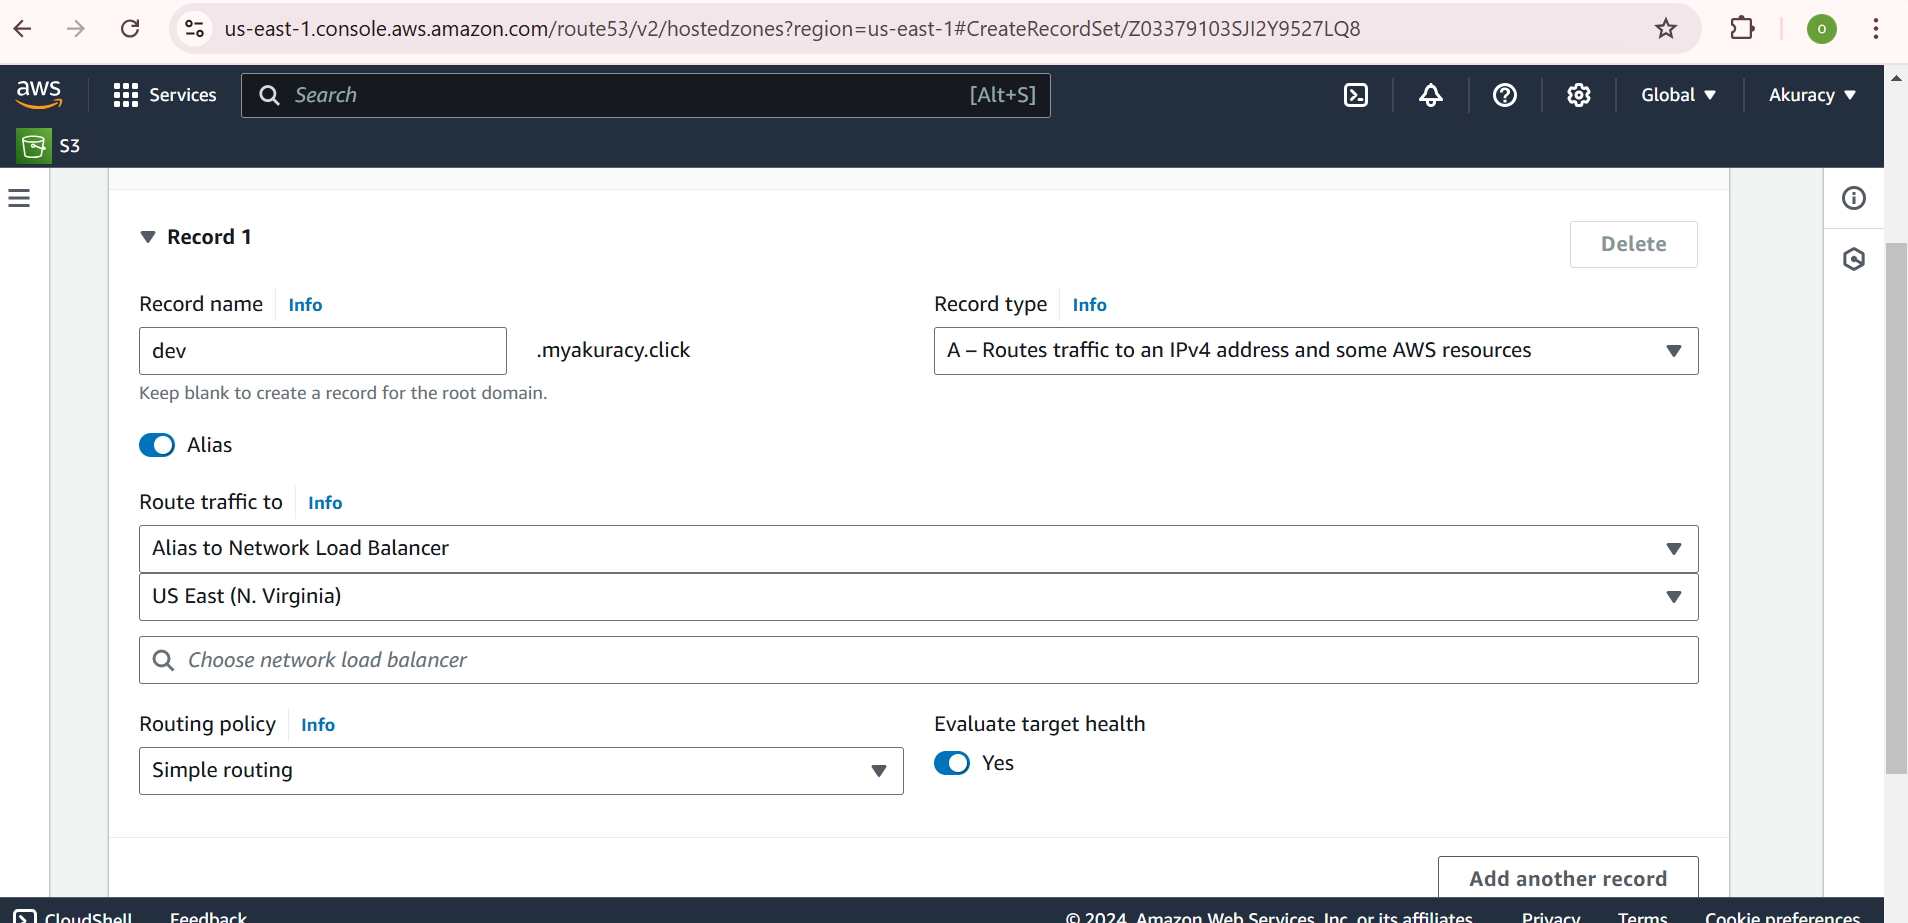 us-east-1.console.aws.amazon.com/route53/v2/hostedzones?region=us-east-1#CreateRecordSet/Z03379103SJI2Y9527LQ8
o
aws
Services
Search
[Alt+S]
Global
Akuracy
S3
Record 1
Delete
Record name
Info
Record type
Info
dev
.myakuracy.click
A – Routes traffic to an IPv4 address and some AWS resources
Keep blank to create a record for the root domain.
Alias
Route traffic to
Info
Alias to Network Load Balancer
US East (N. Virginia)
Choose network load balancer
Routing policy
Info
Evaluate target health
Simple routing
Yes
Add another record
CloudShell
Feedback
© 2024, Amazon Web Services, Inc. or its affiliates.
Privacy
Terms
Cookie preferences